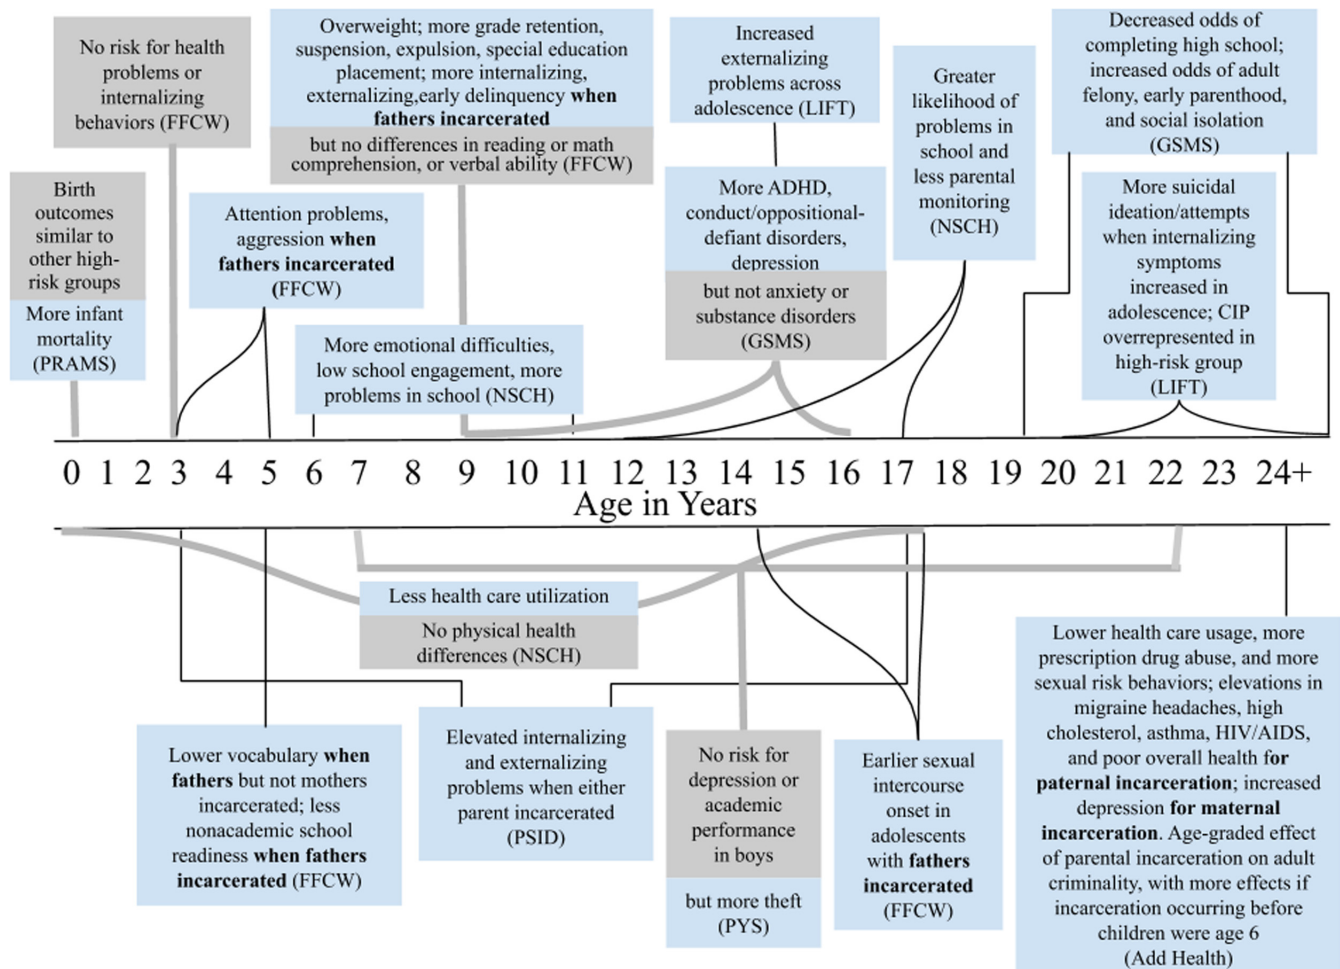 No risk for health
problems or
internalizing
behaviors (FFCW)
Overweight; more grade retention,
suspension, expulsion, special education
placement; more internalizing,
externalizing,early delinquency when
fathers incarcerated
but no differences in reading or math
comprehension, or verbal ability (FFCW)
Increased
externalizing
problems across
adolescence (LIFT)
Greater
likelihood of
problems in
school and
less parental
monitoring
(NSCH)
Decreased odds of
completing high school;
increased odds of adult
felony, early parenthood,
and social isolation
(GSMS)
Birth
outcomes
similar to
other high-
risk groups
More infant
mortality
(PRAMS)
Attention problems,
aggression when
fathers incarcerated
(FFCW)
More ADHD,
conduct/oppositional-
defiant disorders,
depression
but not anxiety or
substance disorders
(GSMS)
More suicidal
ideation/attempts
when internalizing
symptoms
increased in
adolescence; CIP
overrepresented in
high-risk group
(LIFT)
More emotional difficulties,
low school engagement, more
problems in school (NSCH)
0 1 2 3 4 5 6 7 8 9 10 11 12 13 14 15 16 17 18 19 20 21 22 23 24+
Age in Years
Less health care utilization
No physical health
differences (NSCH)
Lower vocabulary when
fathers but not mothers
incarcerated; less
nonacademic school
readiness when fathers
incarcerated (FFCW)
Elevated internalizing
and externalizing
problems when either
parent incarcerated
(PSID)
No risk for
depression or
academic
performance
in boys
but more theft
(PYS)
Earlier sexual
intercourse
onset in
adolescents
with fathers
incarcerated
(FFCW)
Lower health care usage, more
prescription drug abuse, and more
sexual risk behaviors; elevations in
migraine headaches, high
cholesterol, asthma, HIV/AIDS,
and poor overall health for
paternal incarceration; increased
depression for maternal
incarceration. Age-graded effect
of parental incarceration on adult
criminality, with more effects if
incarceration occurring before
children were age 6
(Add Health)